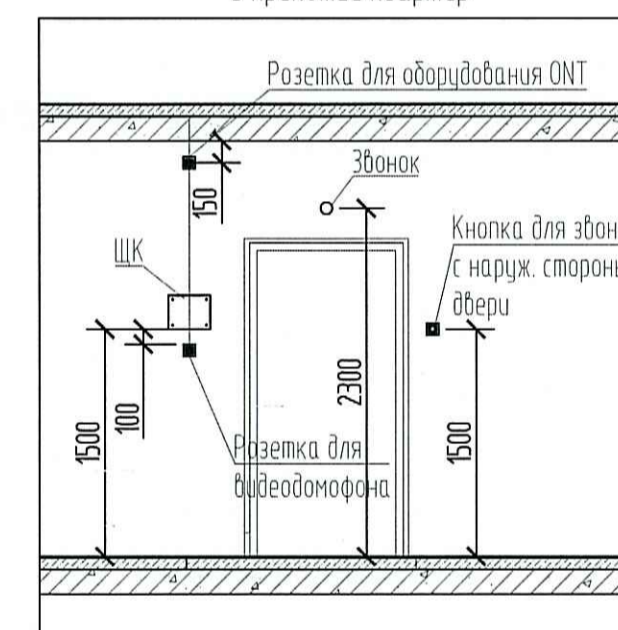 Розетка для оборудования ONT
Звонок
150
ЩК
Кнопка для звон
с наруж. сторон
двери
2300
1500
100
1500
Розетка для
видеодомофона